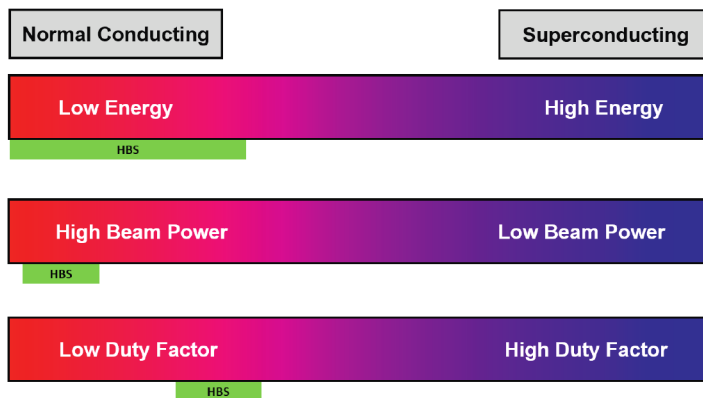 Normal Conducting
Superconducting
Low Energy
High Energy
HBS
High Beam Power
Low Beam Power
HBS
Low Duty Factor
High Duty Factor
HBS